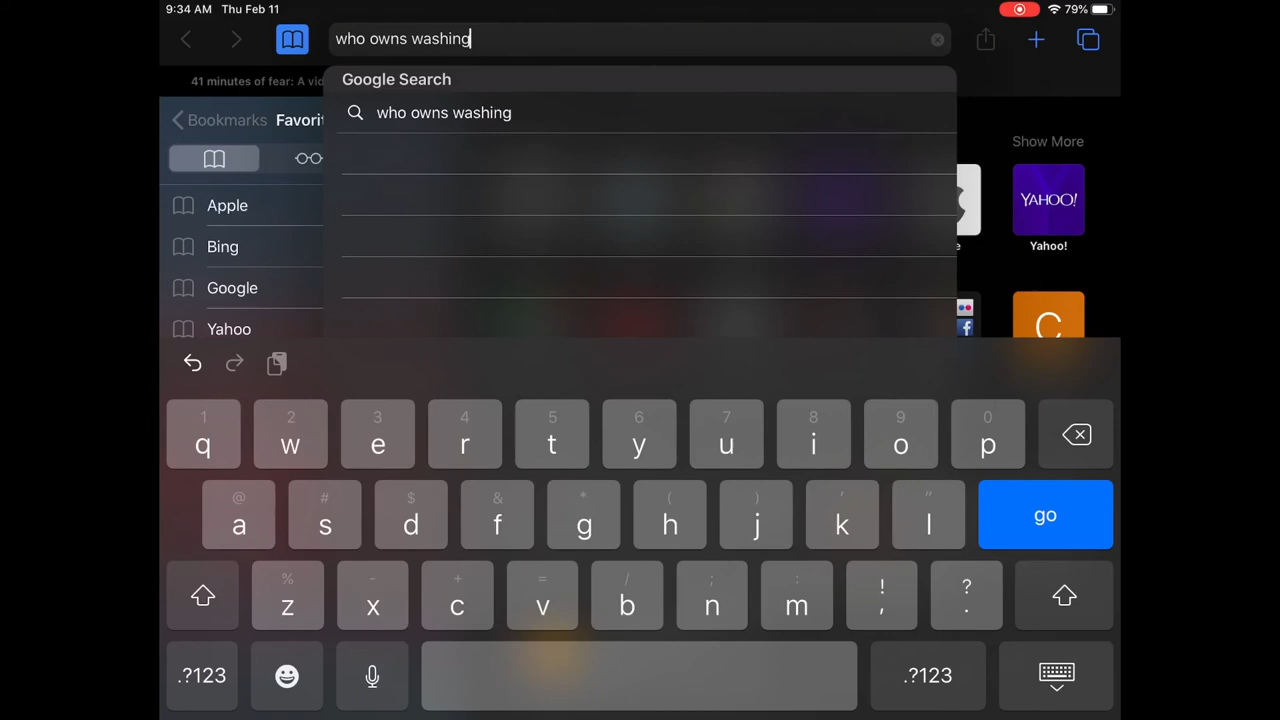 9:34 AM Thu Feb 11
79%
who owns washing
41 minutes of fear: A vid
Google Search
who owns washing
Bookmarks Favorit
Show More
Apple
Bing
Google
Yahoo
YAHOO!
e
Yahoo!
C
f
1 2 3 4 5 6 7 8 9 0
q w e r t y u i o p
@ # $ & * ( ) ' "
a s d f g h j k l go
% - + = / ; : ! ?
z x c v b n m , .
.?123 .?123